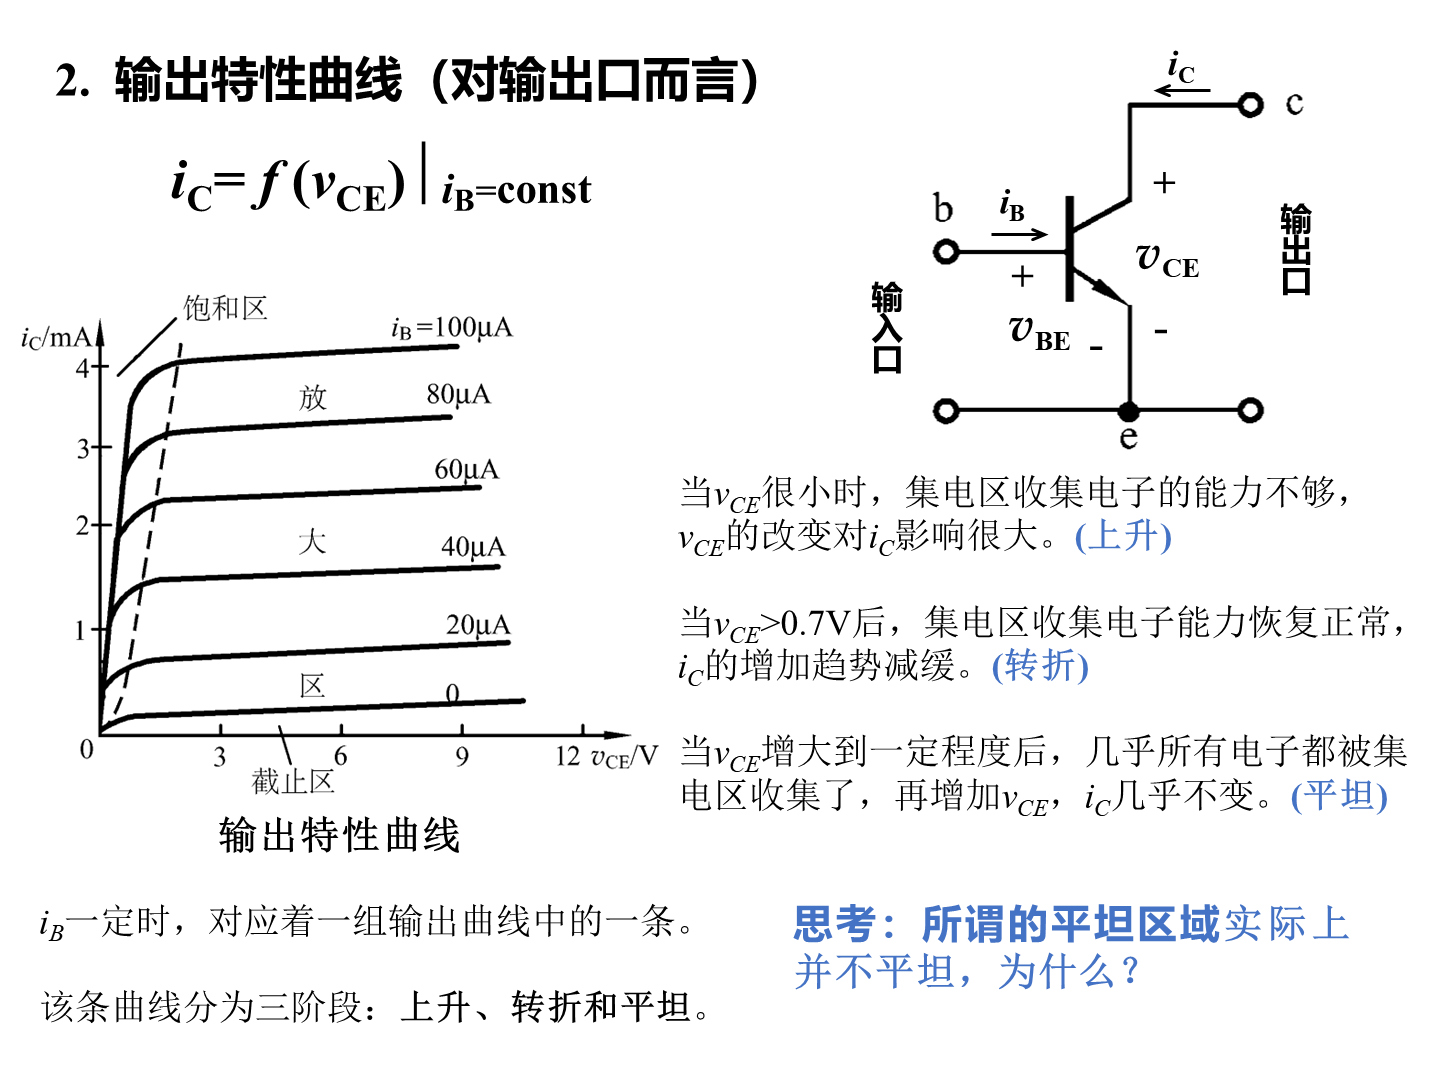 2. 输出特性曲线（对输出口而言）
iC= f (vCE) | iB=const
iC
c
b
iB
+
+
vCE
vBE
-
-
e
输入口
输出口
饱和区
iC/mA
iB =100μA
4
放
80μA
3
60μA
2
大
40μA
1
20μA
区
0
0
3
6
9
12
vCE/V
截止区
输出特性曲线
当vCE很小时，集电区收集电子的能力不够，
vCE的改变对iC影响很大。(上升)
当vCE>0.7V后，集电区收集电子能力恢复正常，
iC的增加趋势减缓。(转折)
当vCE增大到一定程度后，几乎所有电子都被集
电区收集了，再增加vCE，iC几乎不变。(平坦)
iB一定时，对应着一组输出曲线中的一条。
该条曲线分为三阶段：上升、转折和平坦。
思考：所谓的平坦区域实际上
并不平坦，为什么？